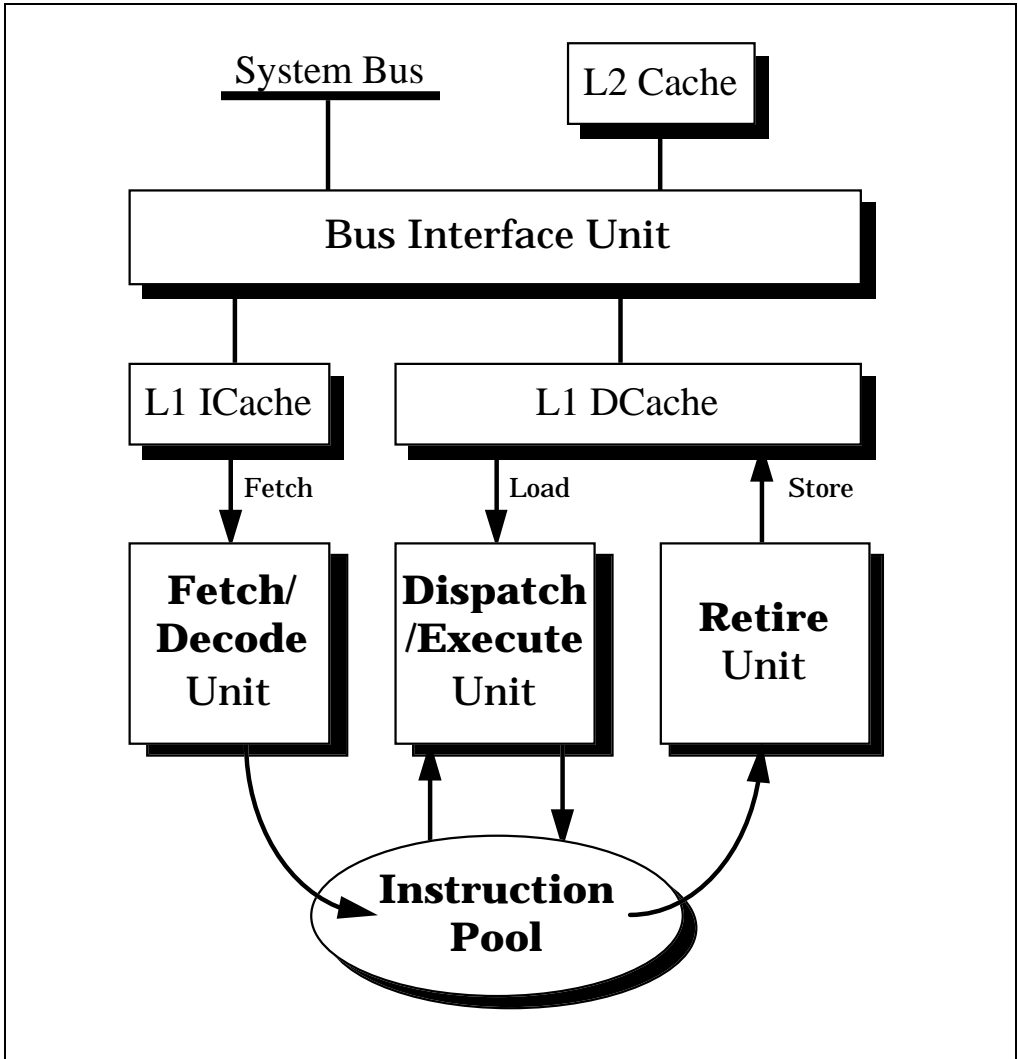 System Bus
L2 Cache
Bus Interface Unit
L1 ICache
L1 DCache
Fetch
Load
Store
Fetch/
Decode
Unit
Dispatch
/Execute
Unit
Retire
Unit
Instruction
Pool